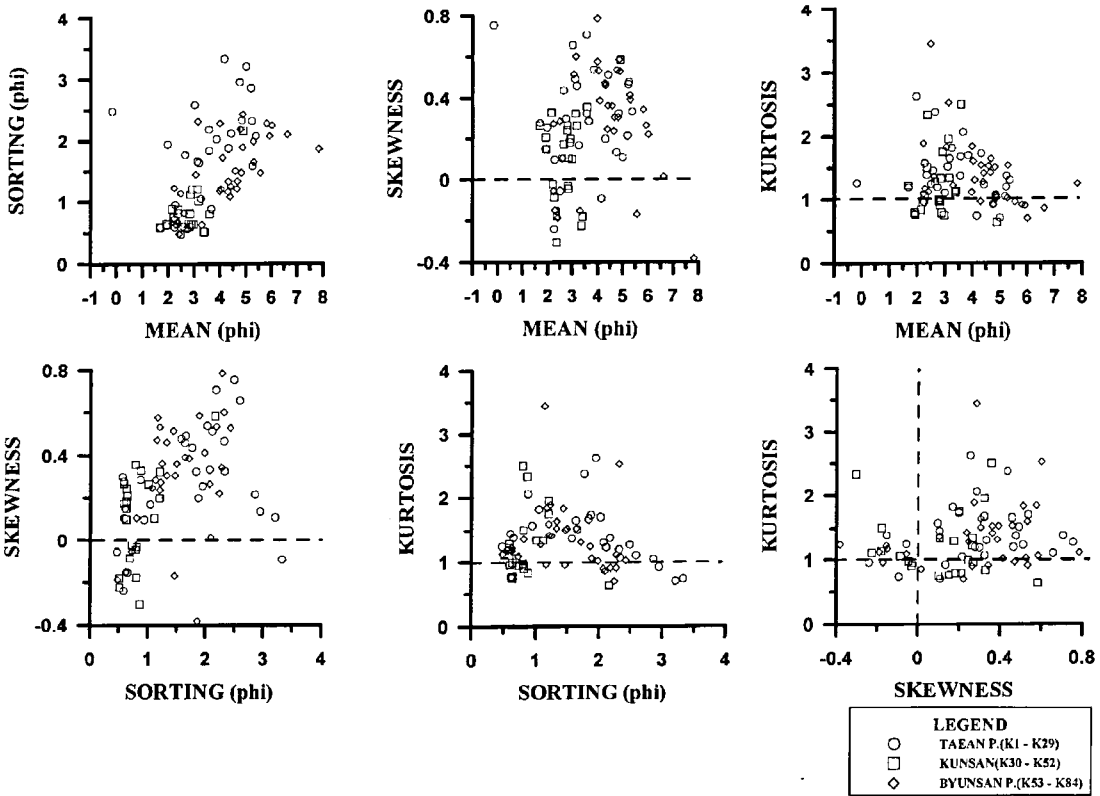 4
3
2
1
0
SORTING (phi)
-1 0 1 2 3 4 5 6 7 8
MEAN (phi)
0.8
0.4
0
-0.4
SKEWNESS
-1 0 1 2 3 4 5 6 7 8
MEAN (phi)
4
3
2
1
0
KURTOSIS
-1 0 1 2 3 4 5 6 7 8
MEAN (phi)
0.8
0.4
0
-0.4
SKEWNESS
0 1 2 3 4
SORTING (phi)
4
3
2
1
0
KURTOSIS
0 1 2 3 4
SORTING (phi)
4
3
2
1
0
KURTOSIS
-0.4 0 0.4 0.8
SKEWNESS
LEGEND
TAEAN P.(K1 - K29)
KUNSAN(K30 - K52)
BYUNSAN P.(K53 - K84)